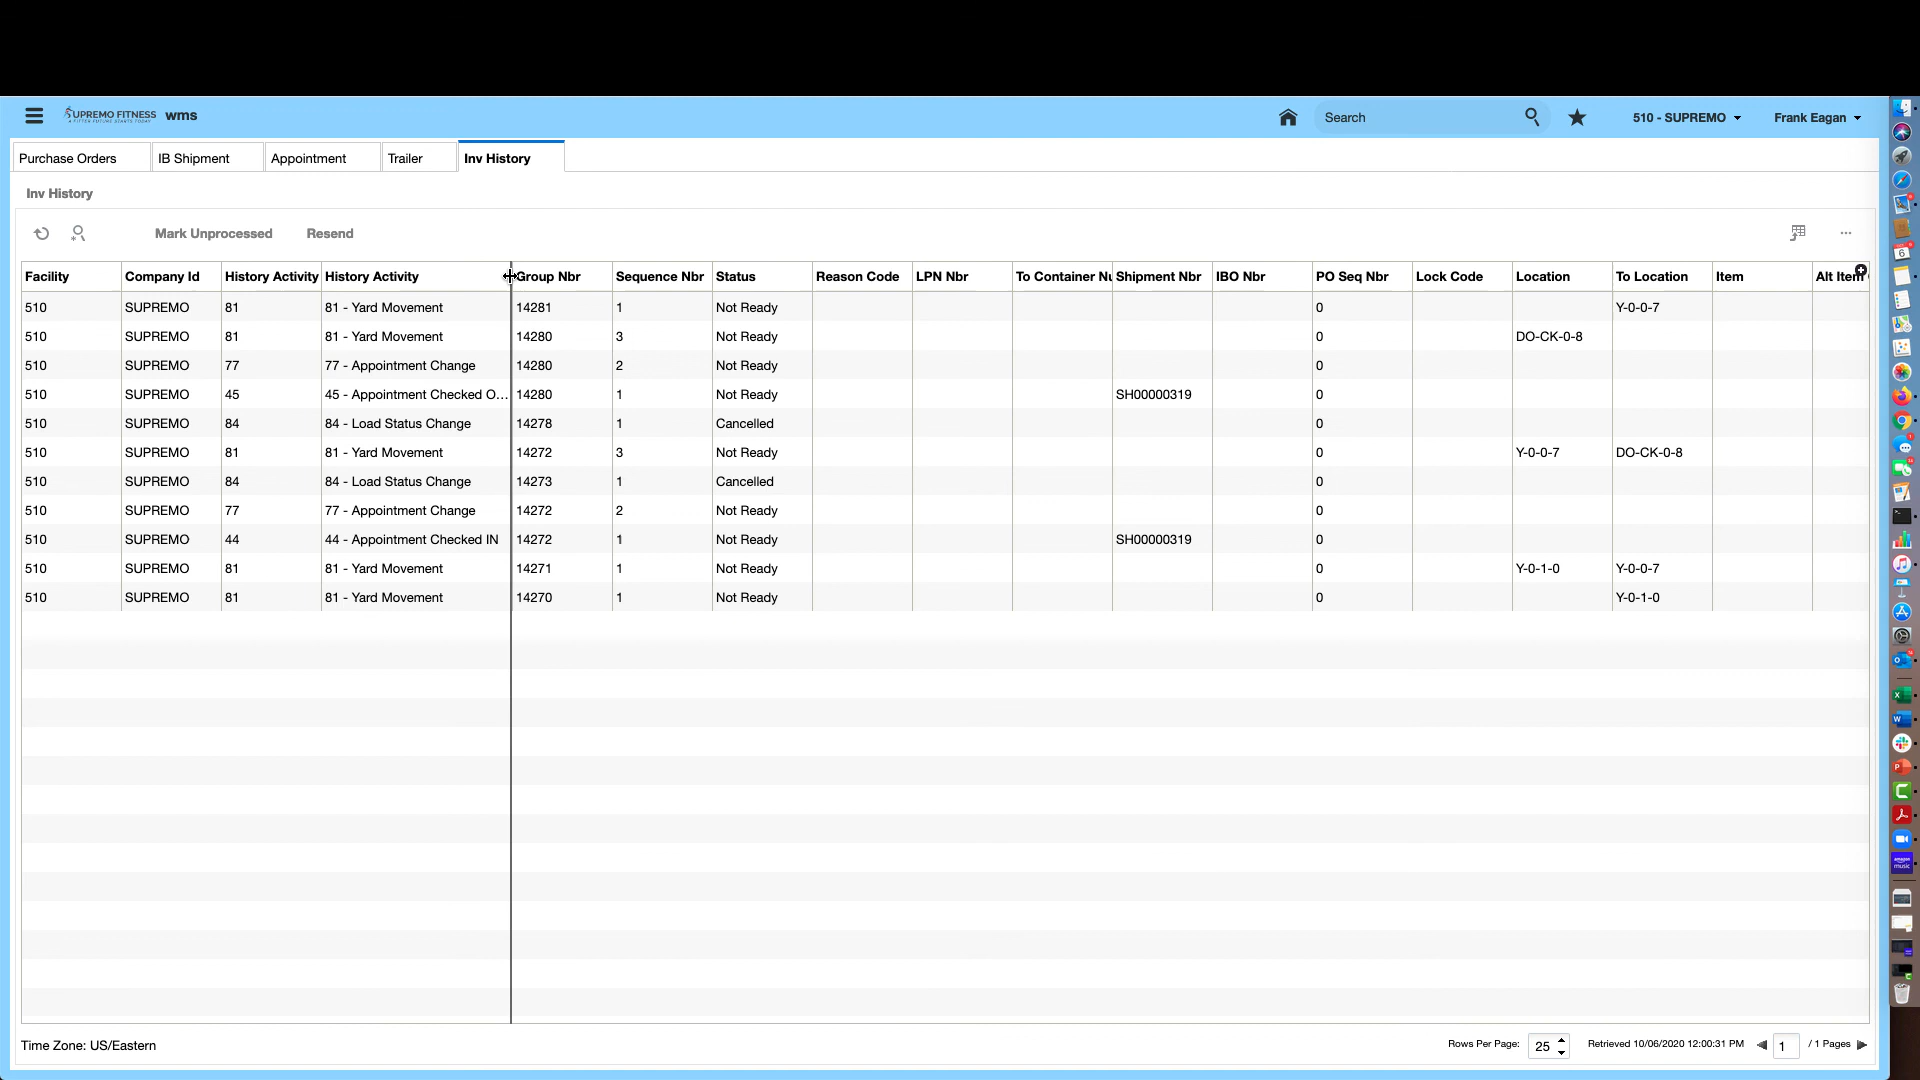 SUPREMO FITNESS wms Search 510 - SUPREMO Frank Eagan
A FITTER FUTURE STARTS TODAY
Purchase Orders IB Shipment Appointment Trailer Inv History
Inv History
Mark Unprocessed Resend ...
Facility Company Id History Activity History Activity Group Nbr Sequence Nbr Status Reason Code LPN Nbr To Container Nu Shipment Nbr IBO Nbr PO Seq Nbr Lock Code Location To Location Item Alt Item
510 SUPREMO 81 81 - Yard Movement 14281 1 Not Ready 0 Y-0-0-7
510 SUPREMO 81 81 - Yard Movement 14280 3 Not Ready 0 DO-CK-0-8
510 SUPREMO 77 77 - Appointment Change 14280 2 Not Ready 0
510 SUPREMO 45 45 - Appointment Checked O... 14280 1 Not Ready SH00000319 0
510 SUPREMO 84 84 - Load Status Change 14278 1 Cancelled 0
510 SUPREMO 81 81 - Yard Movement 14272 3 Not Ready 0 Y-0-0-7 DO-CK-0-8
510 SUPREMO 84 84 - Load Status Change 14273 1 Cancelled 0
510 SUPREMO 77 77 - Appointment Change 14272 2 Not Ready 0
510 SUPREMO 44 44 - Appointment Checked IN 14272 1 Not Ready SH00000319 0
510 SUPREMO 81 81 - Yard Movement 14271 1 Not Ready 0 Y-0-1-0 Y-0-0-7
510 SUPREMO 81 81 - Yard Movement 14270 1 Not Ready 0 Y-0-1-0
Time Zone: US/Eastern Rows Per Page: 25 Retrieved 10/06/2020 12:00:31 PM 1 / 1 Pages